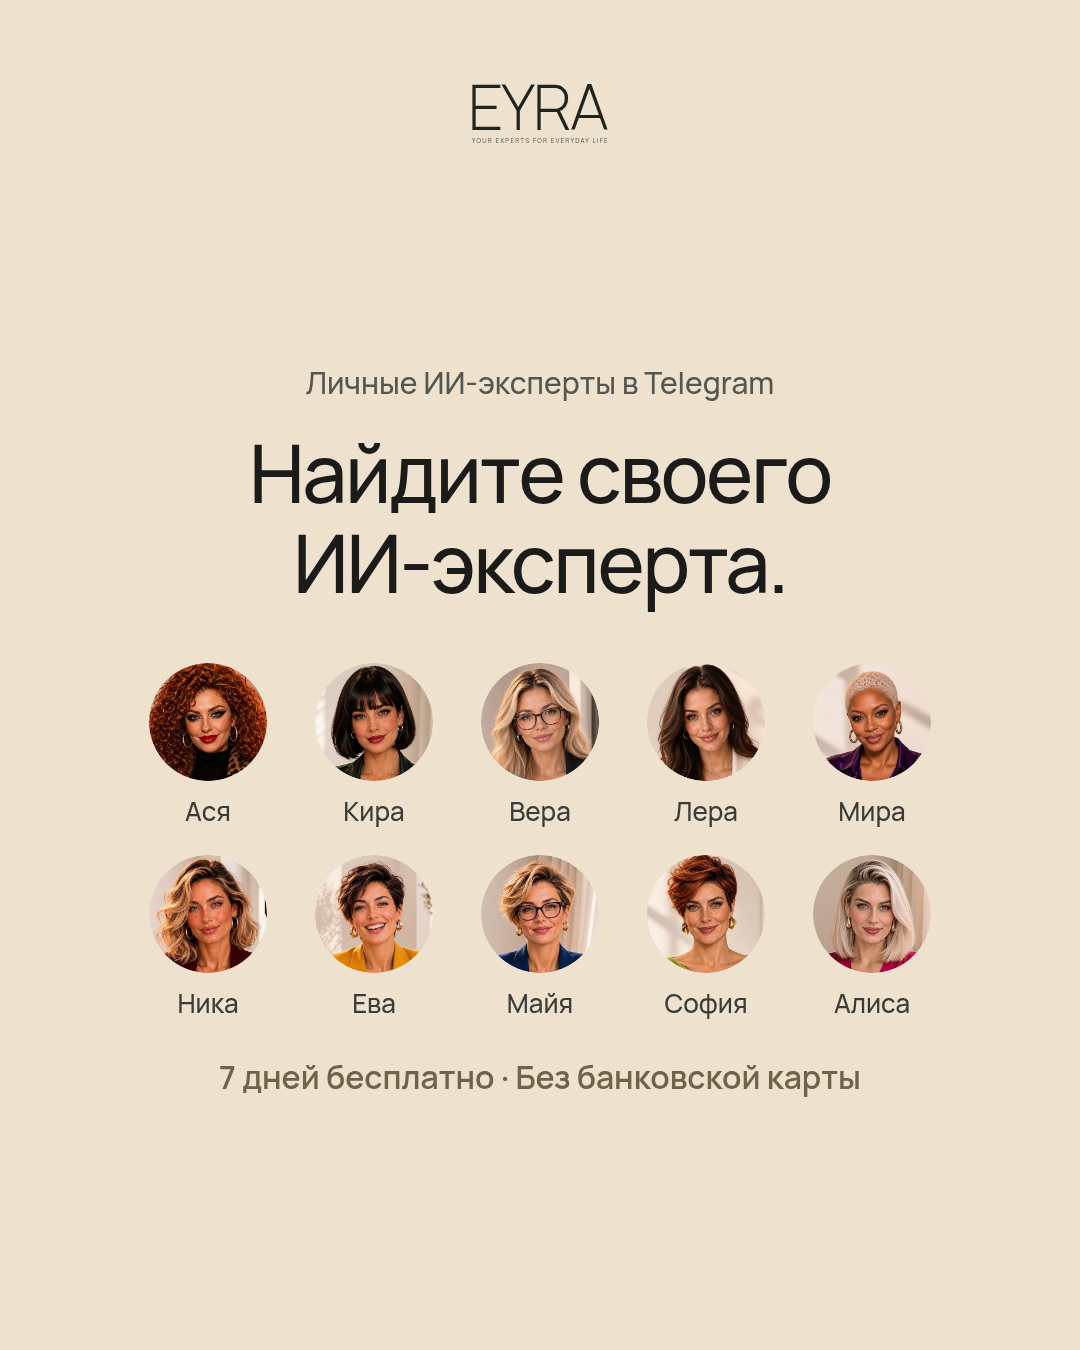 EYRA
YOUR EXPERTS FOR EVERYDAY LIFE
Личные ИИ-эксперты в Telegram
Найдите своего
ИИ-эксперта.
Ася Кира Вера Лера Мира
Ника Ева Майя София Алиса
7 дней бесплатно · Без банковской карты